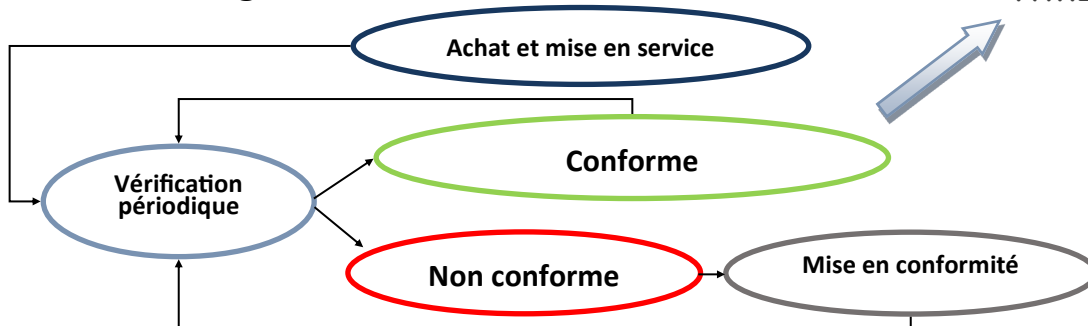 Achat et mise en service
Conforme
Vérification
périodique
Non conforme
Mise en conformité